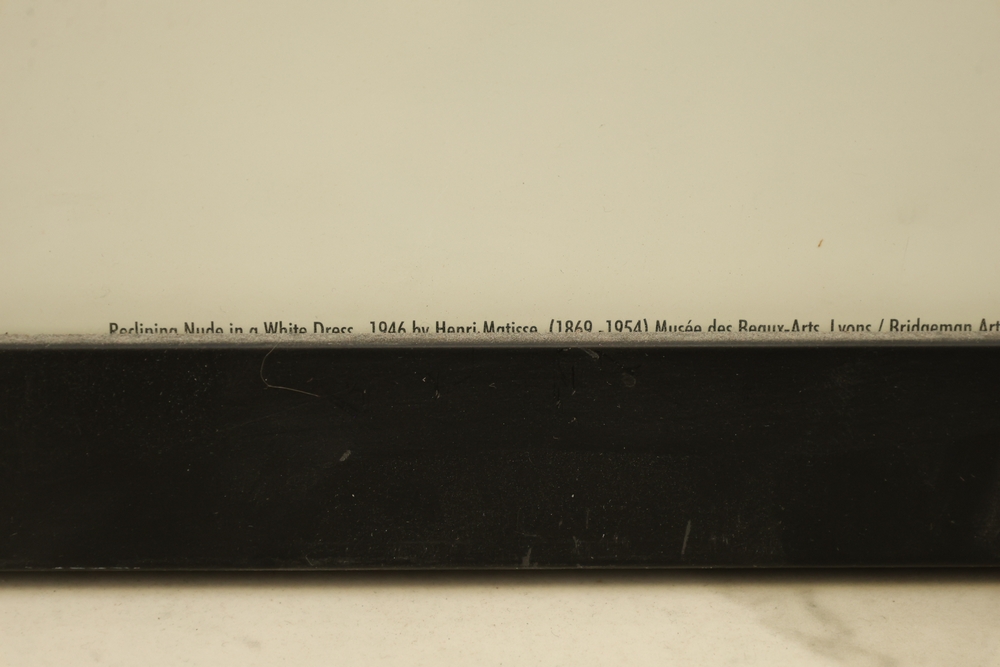 Reclining Nude in a White Dress, 1946 by Henri Matisse, (1869 -1954) Musée des Beaux-Arts, Lyons / Bridgeman Art